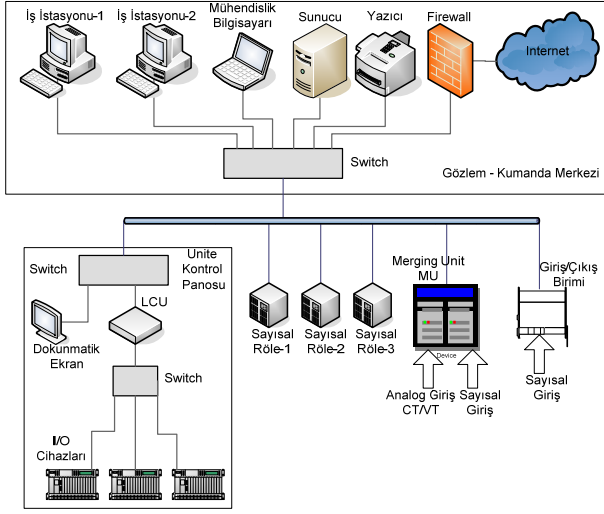 İş İstasyonu-1
İş İstasyonu-2
Mühendislik
Bilgisayarı
Sunucu
Yazıcı
Firewall
Internet
Switch
Gözlem - Kumanda Merkezi
Switch
Unite
Kontrol
Panosu
LCU
Dokunmatik
Ekran
Switch
I/O
Cihazları
Sayısal
Röle-1
Sayısal
Röle-2
Sayısal
Röle-3
Merging Unit
MU
Device
Analog Giriş
CT/VT
Sayısal
Giriş
Giriş/Çıkış
Birimi
Sayısal
Giriş